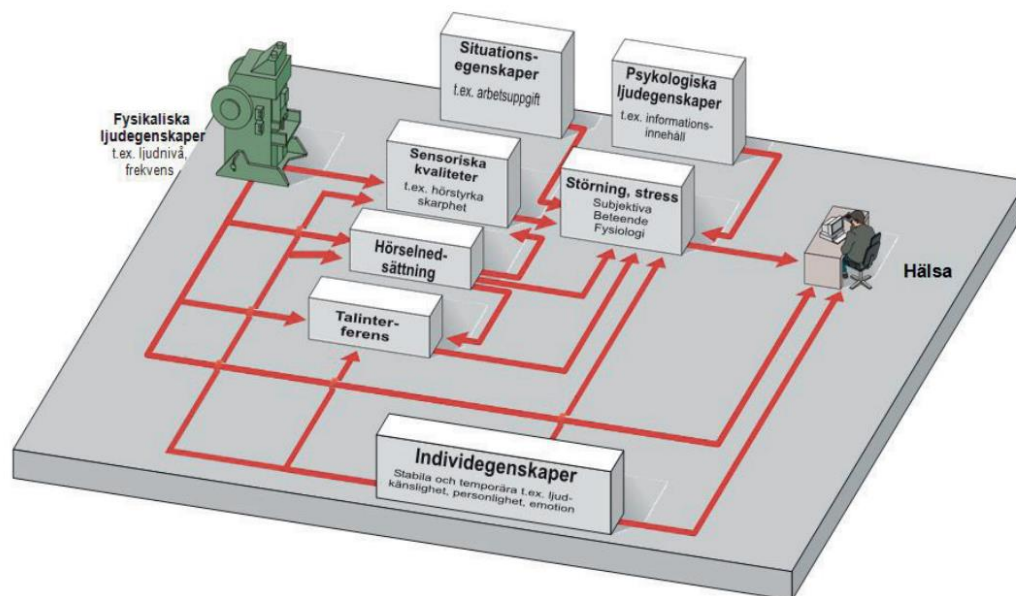 Situations-
egenskaper
t.ex. arbetsuppgift
Psykologiska
ljudegenskaper
t.ex. informations-
innehåll
Fysikaliska
ljudegenskaper
t.ex. ljudnivå,
frekvens
Sensoriska
kvaliteter
t.ex. hörstyrka
skarphet
Störning, stress
Subjektiva
Beteende
Fysiologi
Hörselned-
sättning
Hälsa
Talinter-
ferens
Individegenskaper
Stabila och temporära t.ex. ljud-
känslighet, personlighet, emotion